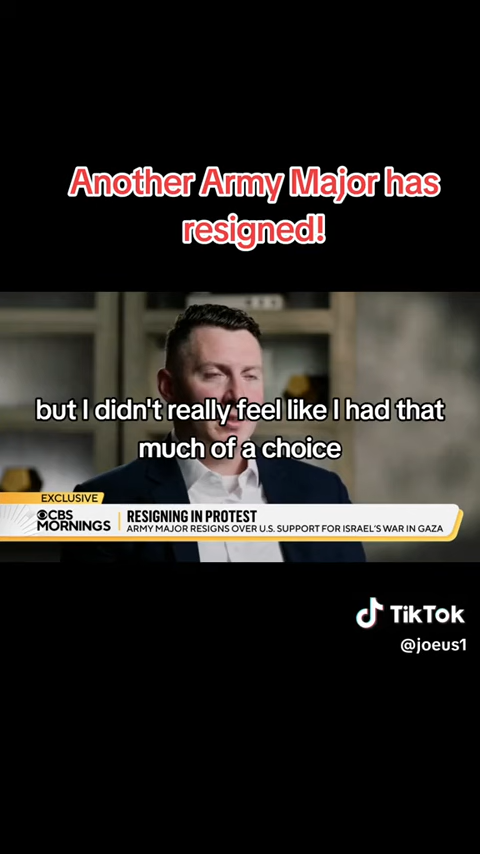 Another Army Major has
resigned!
but I didn't really feel like I had that
much of a choice
EXCLUSIVE
CBS
MORNINGS
RESIGNING IN PROTEST
ARMY MAJOR RESIGNS OVER U.S. SUPPORT FOR ISRAEL'S WAR IN GAZA
TikTok
@joeus1